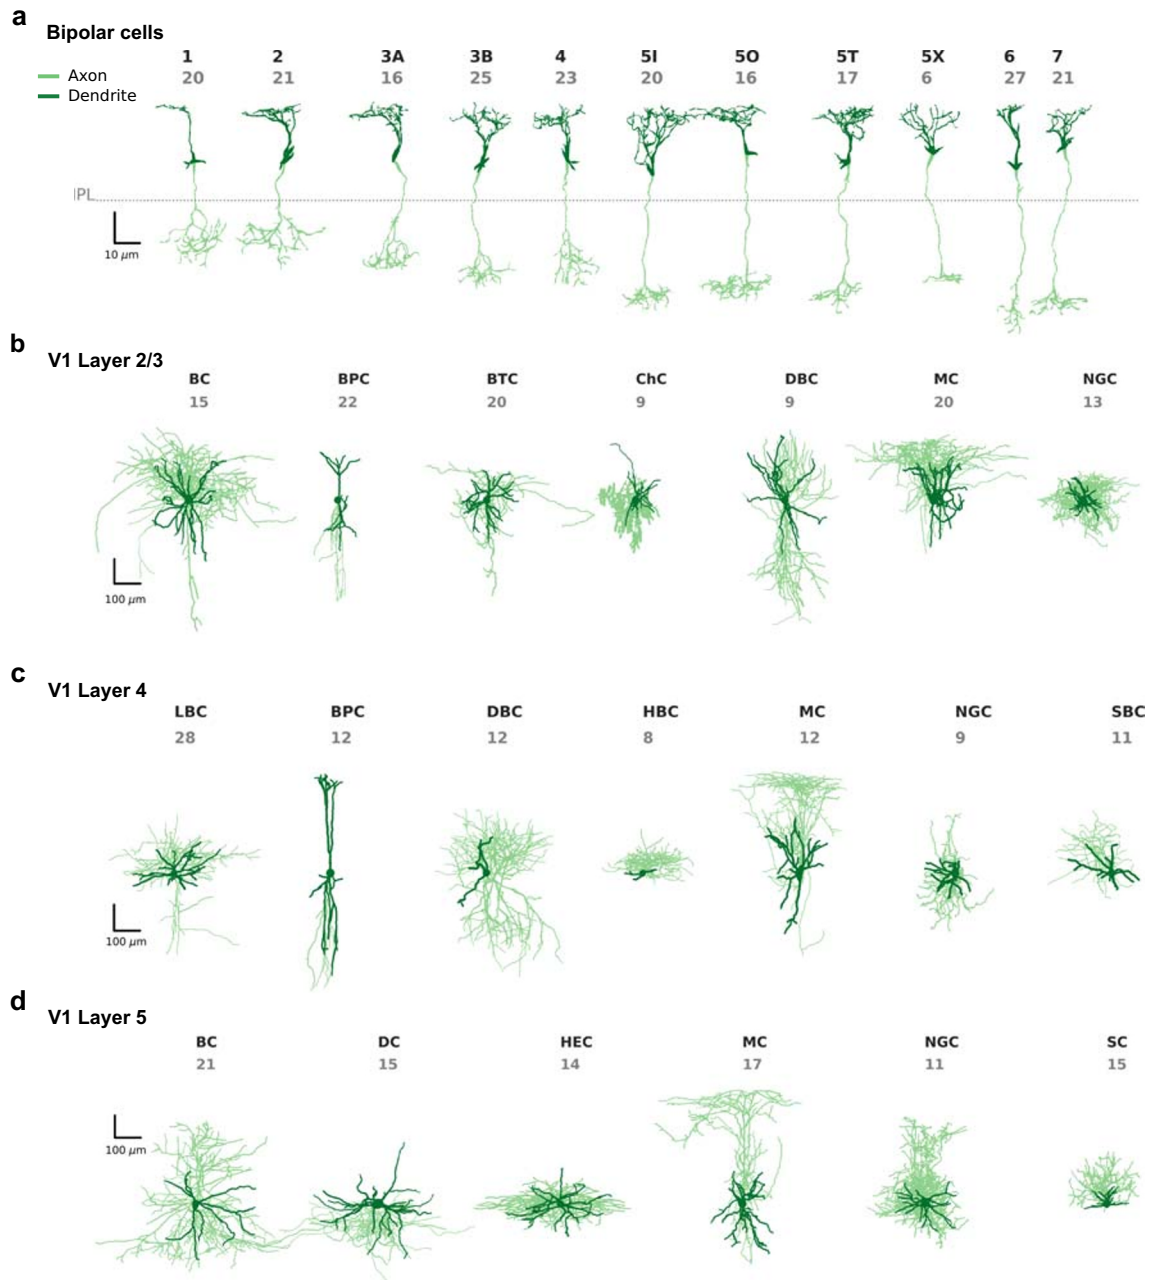 a
Bipolar cells
Axon
Dendrite
1 2 3A 3B 4 5I 5O 5T 5X 6 7
20 21 16 25 23 20 16 17 6 27 21
IPL
10 μm
b
V1 Layer 2/3
BC BPC BTC ChC DBC MC NGC
15 22 20 9 9 20 13
100 μm
c
V1 Layer 4
LBC BPC DBC HBC MC NGC SBC
28 12 12 8 12 9 11
100 μm
d
V1 Layer 5
BC DC HEC MC NGC SC
21 15 14 17 11 15
100 μm